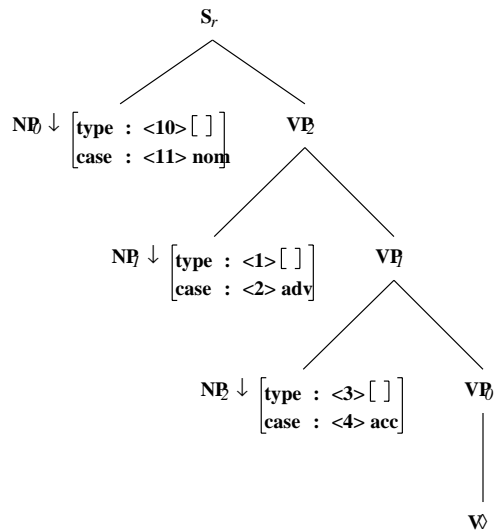 S_r
NP_0 ↓ [type : <10> [ ]
case : <11> nom]
VP_2
NP_1 ↓ [type : <1> [ ]
case : <2> adv]
VP_1
NP_2 ↓ [type : <3> [ ]
case : <4> acc]
VP_0
V◊